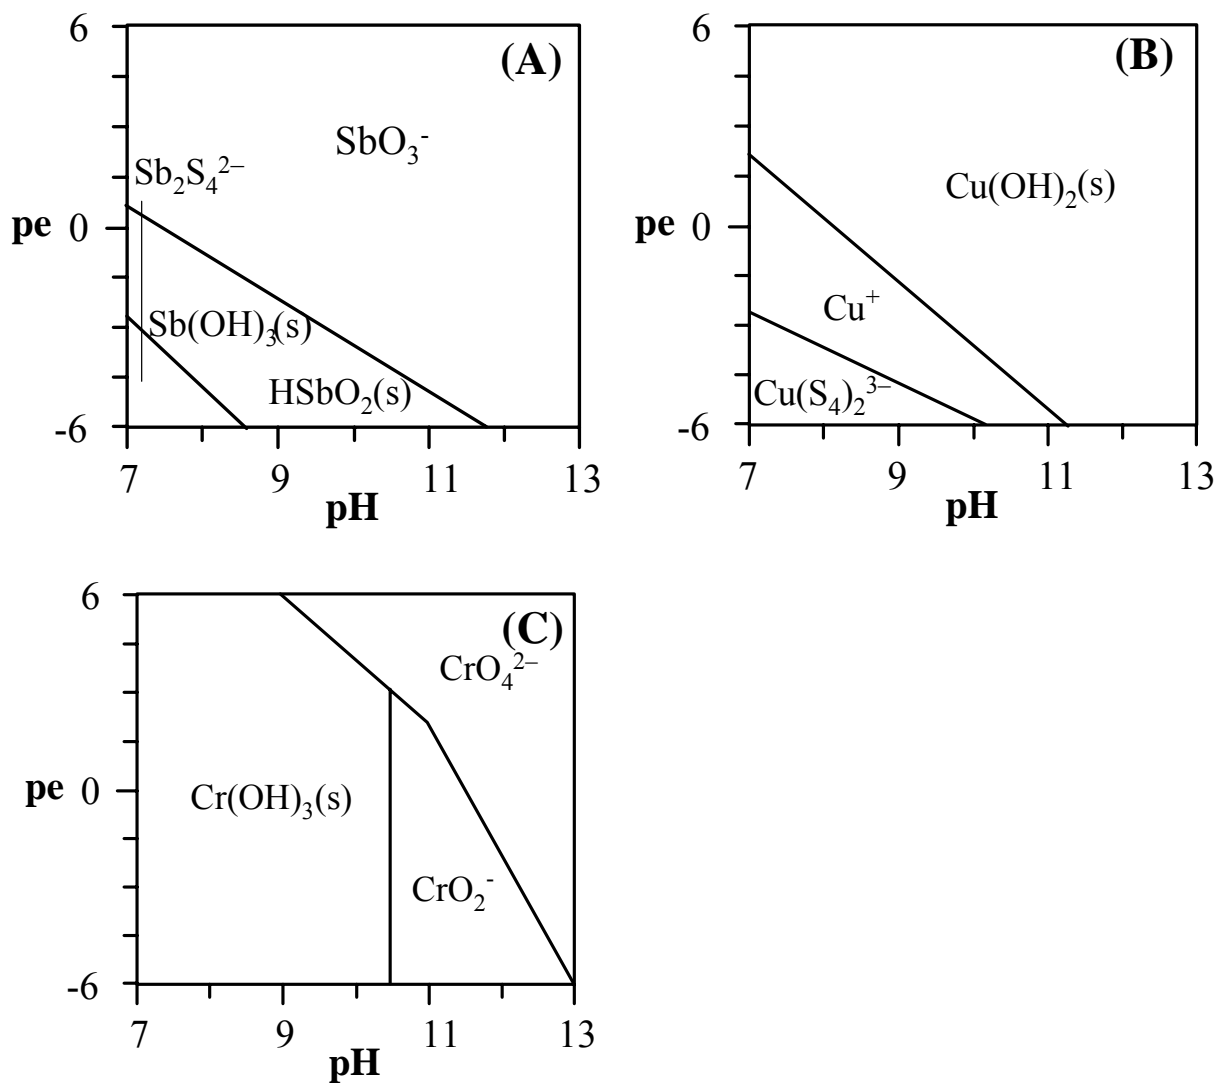 6
(A)
SbO₃⁻
Sb₂S₄²⁻
pe 0
Sb(OH)₃(s)
HSbO₂(s)
-6
7 9 11 13
pH
6
(B)
Cu(OH)₂(s)
pe 0
Cu⁺
Cu(S₄)₂³⁻
-6
7 9 11 13
pH
6
(C)
CrO₄²⁻
pe 0
Cr(OH)₃(s)
CrO₂⁻
-6
7 9 11 13
pH